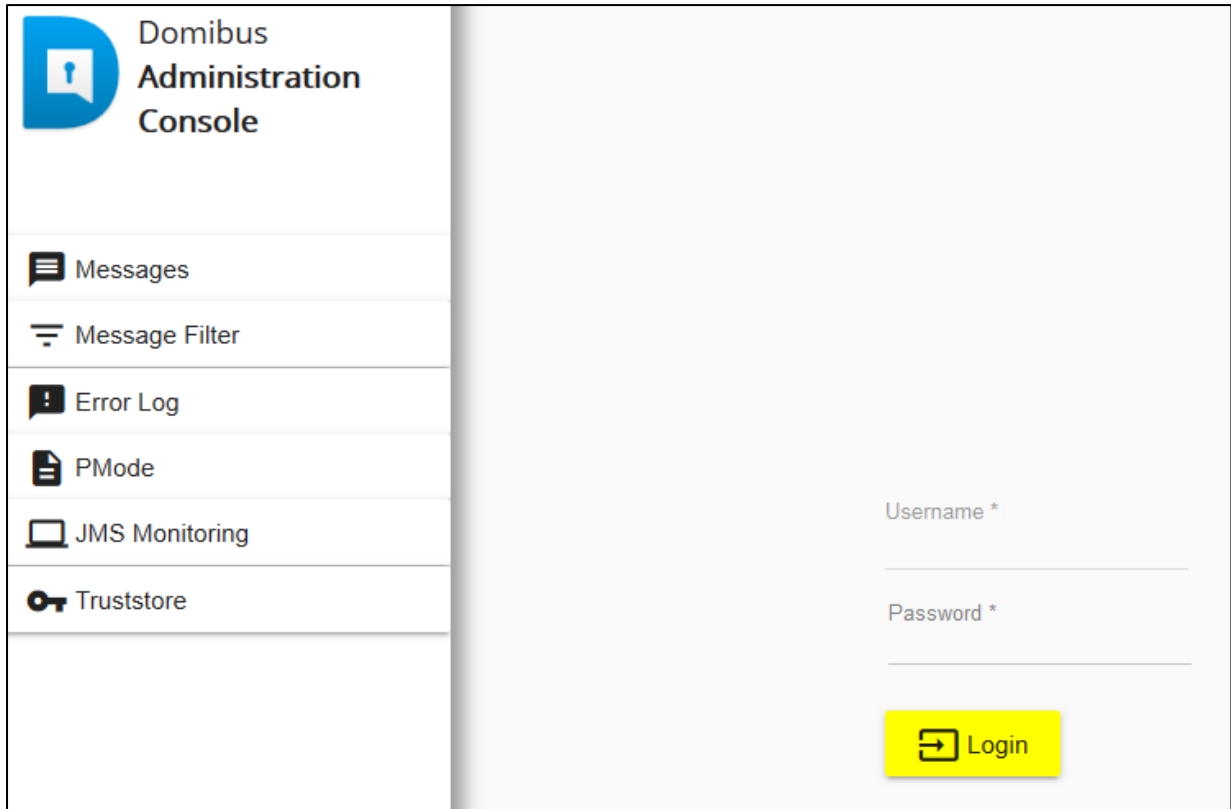 Domibus
Administration
Console
Messages
Message Filter
Error Log
PMode
JMS Monitoring
Truststore
Username *
Password *
Login